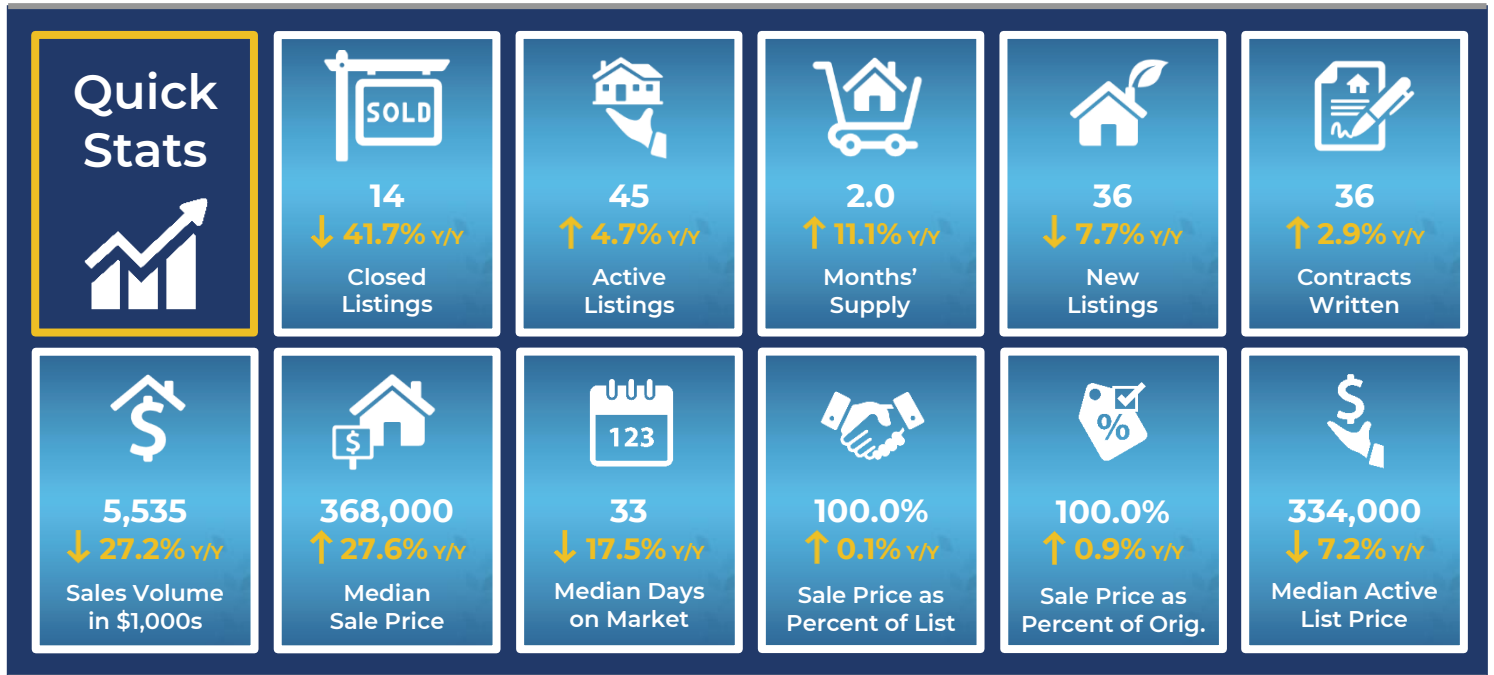 Quick
Stats
SOLD
14
↓ 41.7% Y/Y
Closed
Listings
45
↑ 4.7% Y/Y
Active
Listings
2.0
↑ 11.1% Y/Y
Months’
Supply
36
↓ 7.7% Y/Y
New
Listings
36
↑ 2.9% Y/Y
Contracts
Written
$
5,535
↓ 27.2% Y/Y
Sales Volume
in $1,000s
$
368,000
↑ 27.6% Y/Y
Median
Sale Price
123
33
↓ 17.5% Y/Y
Median Days
on Market
100.0%
↑ 0.1% Y/Y
Sale Price as
Percent of List
%
100.0%
↑ 0.9% Y/Y
Sale Price as
Percent of Orig.
$
334,000
↓ 7.2% Y/Y
Median Active
List Price